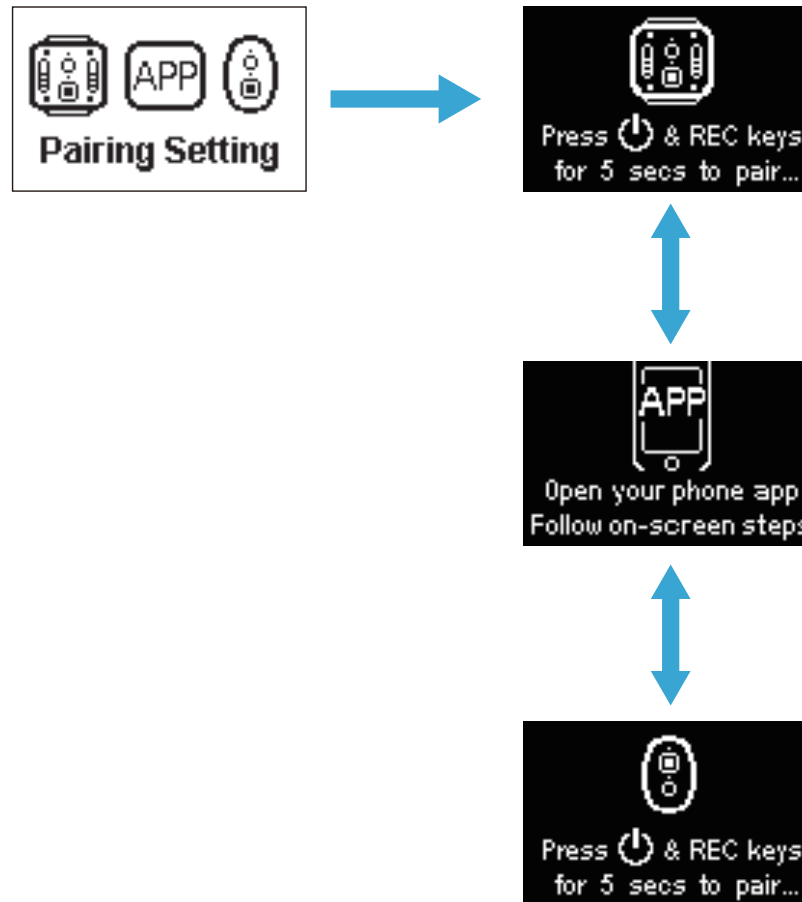 APP
Pairing Setting
Press & REC keys
for 5 secs to pair...
APP
Open your phone app
Follow on-screen steps
Press & REC keys
for 5 secs to pair...